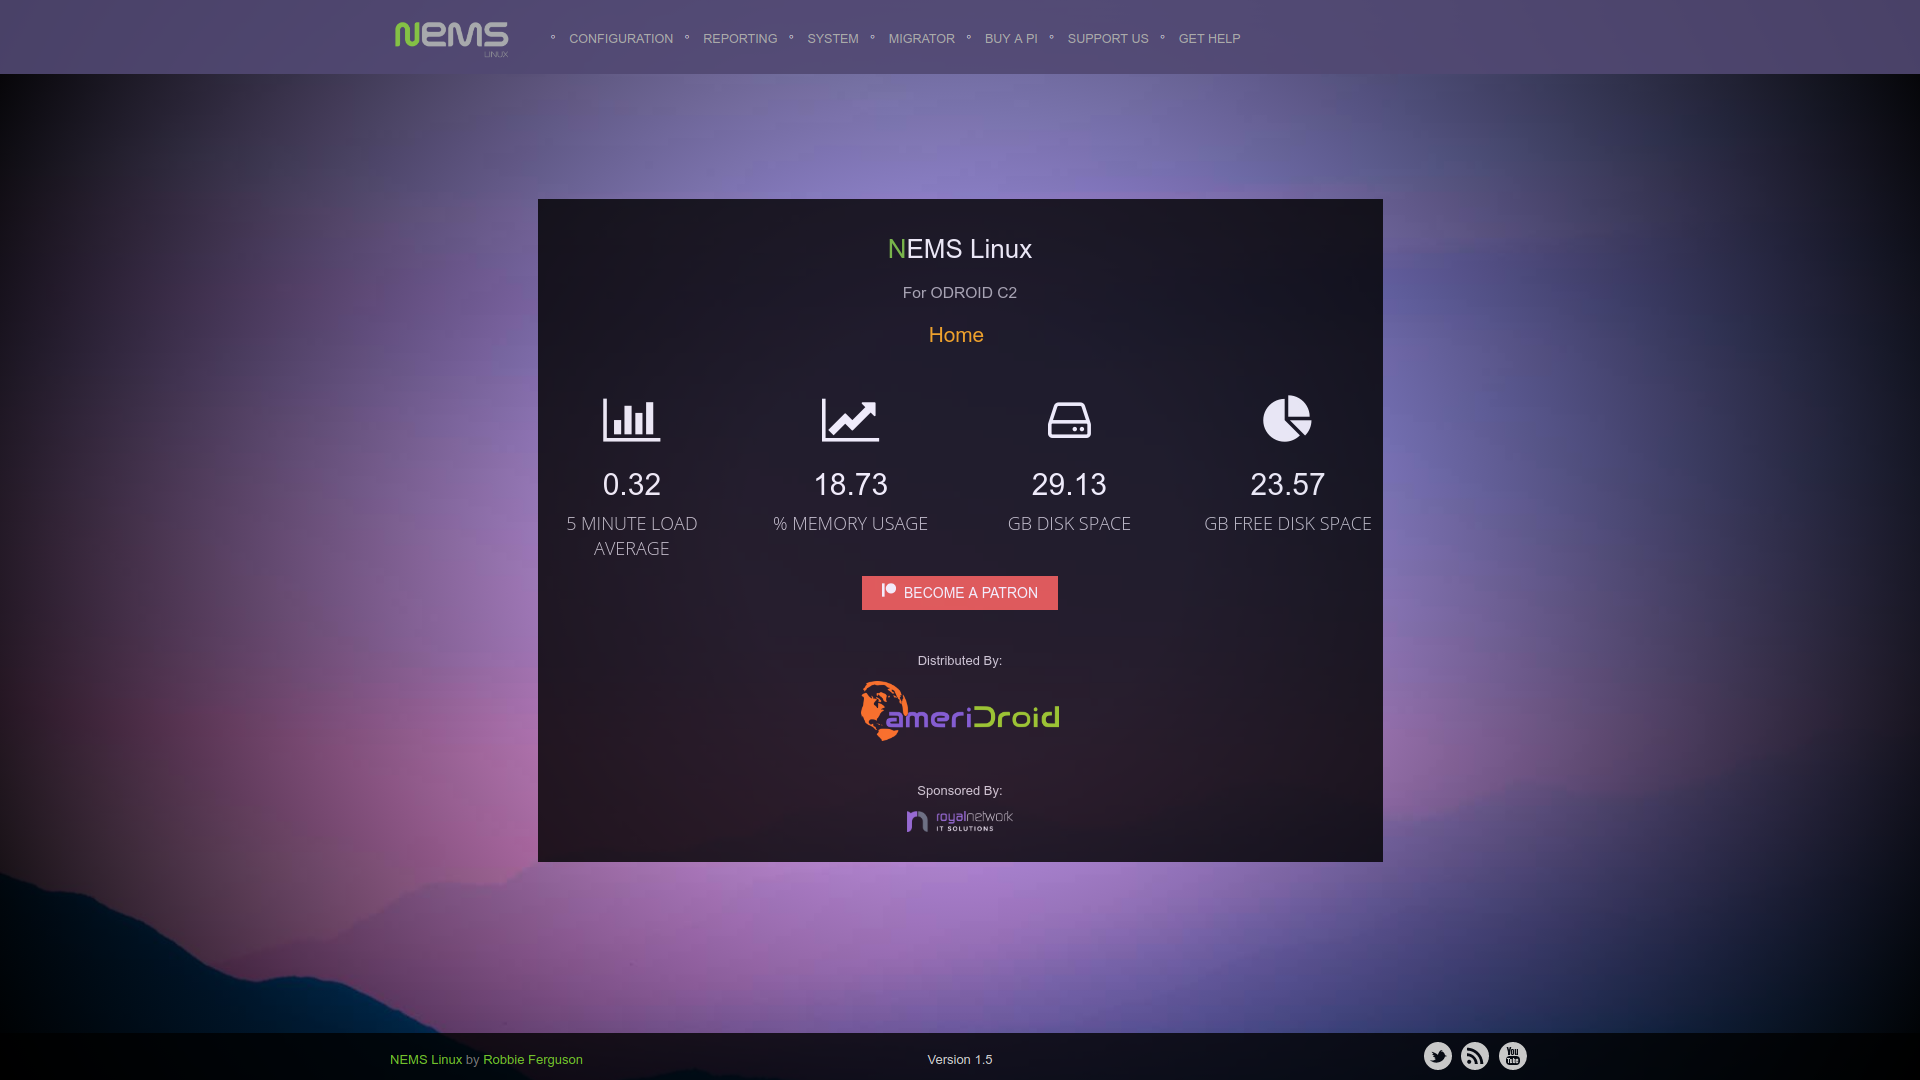 NEMS
LINUX
CONFIGURATION
REPORTING
SYSTEM
MIGRATOR
BUY A PI
SUPPORT US
GET HELP
NEMS Linux
For ODROID C2
Home
0.32
5 MINUTE LOAD
AVERAGE
18.73
% MEMORY USAGE
29.13
GB DISK SPACE
23.57
GB FREE DISK SPACE
BECOME A PATRON
Distributed By:
ameriDroid
Sponsored By:
royalnetwork
IT SOLUTIONS
NEMS Linux by Robbie Ferguson
Version 1.5
You
Tube